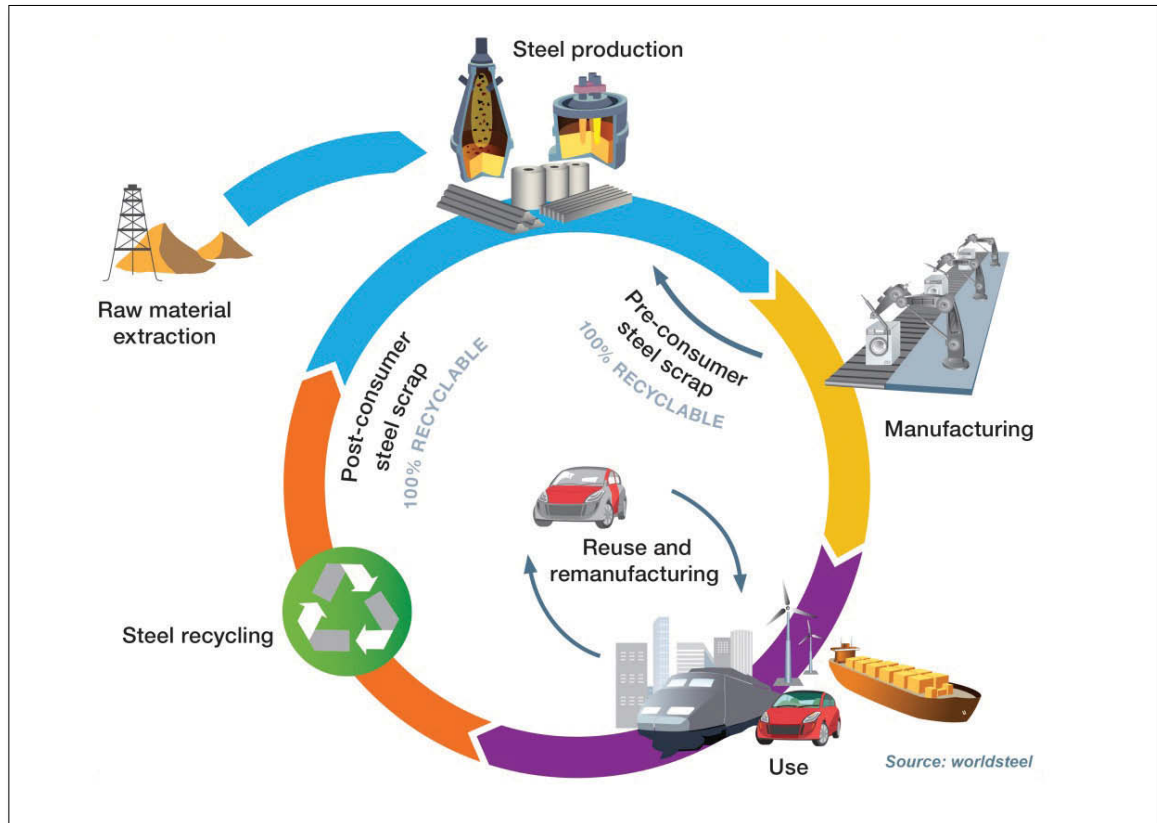 Steel production
Raw material
extraction
Pre-consumer
steel scrap
100% RECYCLABLE
Post-consumer
steel scrap
100% RECYCLABLE
Manufacturing
Reuse and
remanufacturing
Steel recycling
Use
Source: worldsteel